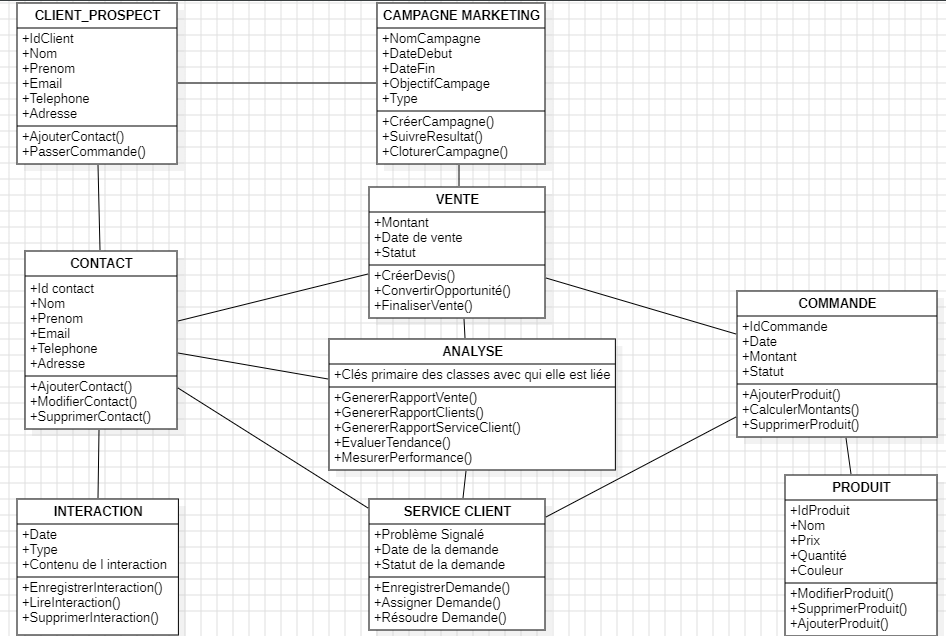 CLIENT_PROSPECT
+IdClient
+Nom
+Prenom
+Email
+Telephone
+Adresse
+AjouterContact()
+PasserCommande()
CAMPAGNE MARKETING
+NomCampagne
+DateDebut
+DateFin
+ObjectifCampage
+Type
+CréerCampagne()
+SuivreResultat()
+CloturerCampagne()
VENTE
+Montant
+Date de vente
+Statut
+CréerDevis()
+ConvertirOpportunité()
+FinaliserVente()
CONTACT
+Id contact
+Nom
+Prenom
+Email
+Telephone
+Adresse
+AjouterContact()
+ModifierContact()
+SupprimerContact()
COMMANDE
+IdCommande
+Date
+Montant
+Statut
+AjouterProduit()
+CalculerMontants()
+SupprimerProduit()
ANALYSE
+Clés primaire des classes avec qui elle est liée
+GenererRapportVente()
+GenererRapportClients()
+GenererRapportServiceClient()
+EvaluerTendance()
+MesurerPerformance()
INTERACTION
+Date
+Type
+Contenu de l interaction
+EnregistrerInteraction()
+LireInteraction()
+SupprimerInteraction()
SERVICE CLIENT
+Problème Signalé
+Date de la demande
+Statut de la demande
+EnregistrerDemande()
+Assigner Demande()
+Résoudre Demande()
PRODUIT
+IdProduit
+Nom
+Prix
+Quantité
+Couleur
+ModifierProduit()
+SupprimerProduit()
+AjouterProduit()